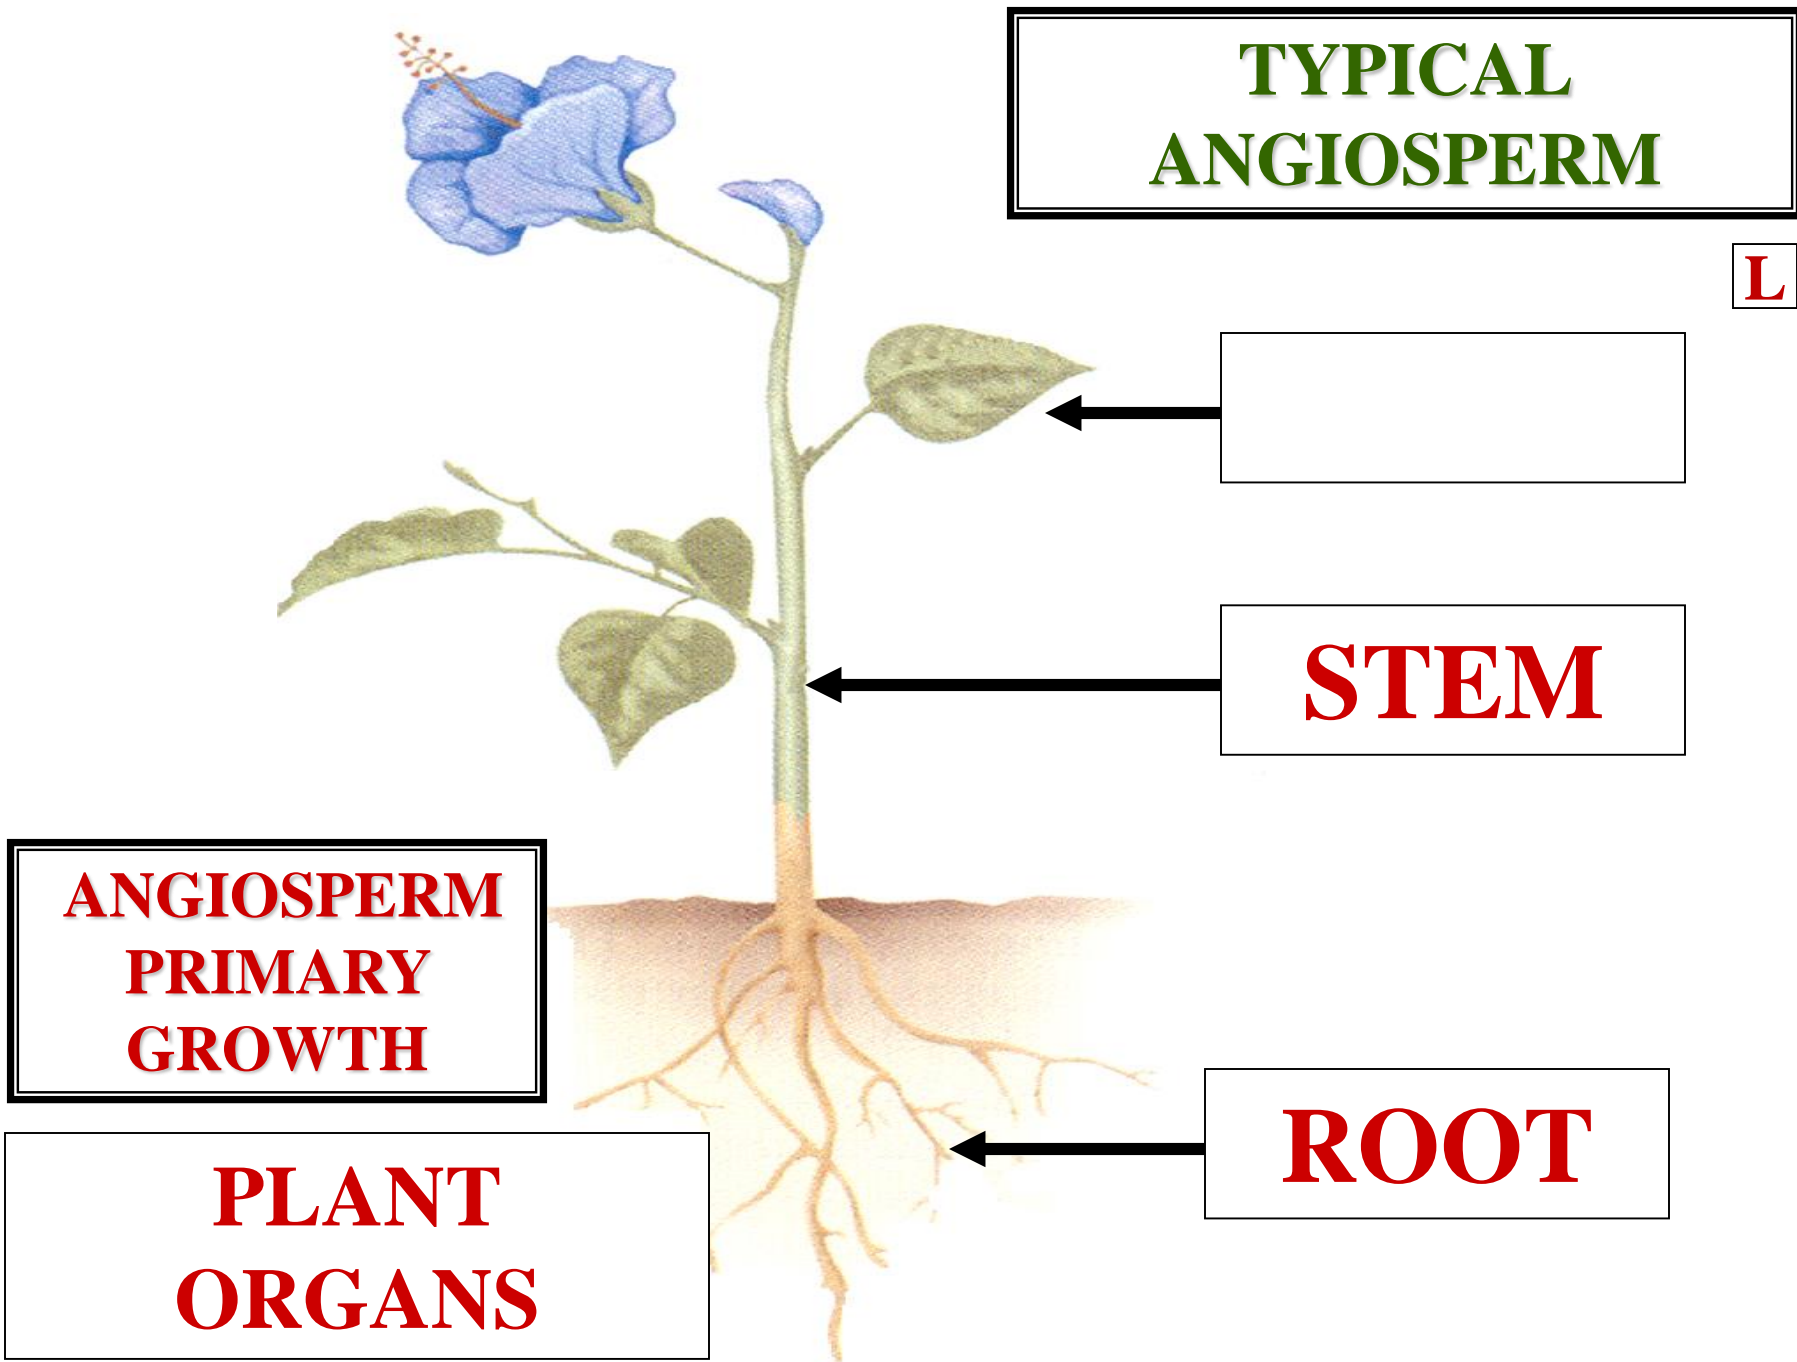 TYPICAL
ANGIOSPERM
L
STEM
ANGIOSPERM
PRIMARY
GROWTH
ROOT
PLANT
ORGANS